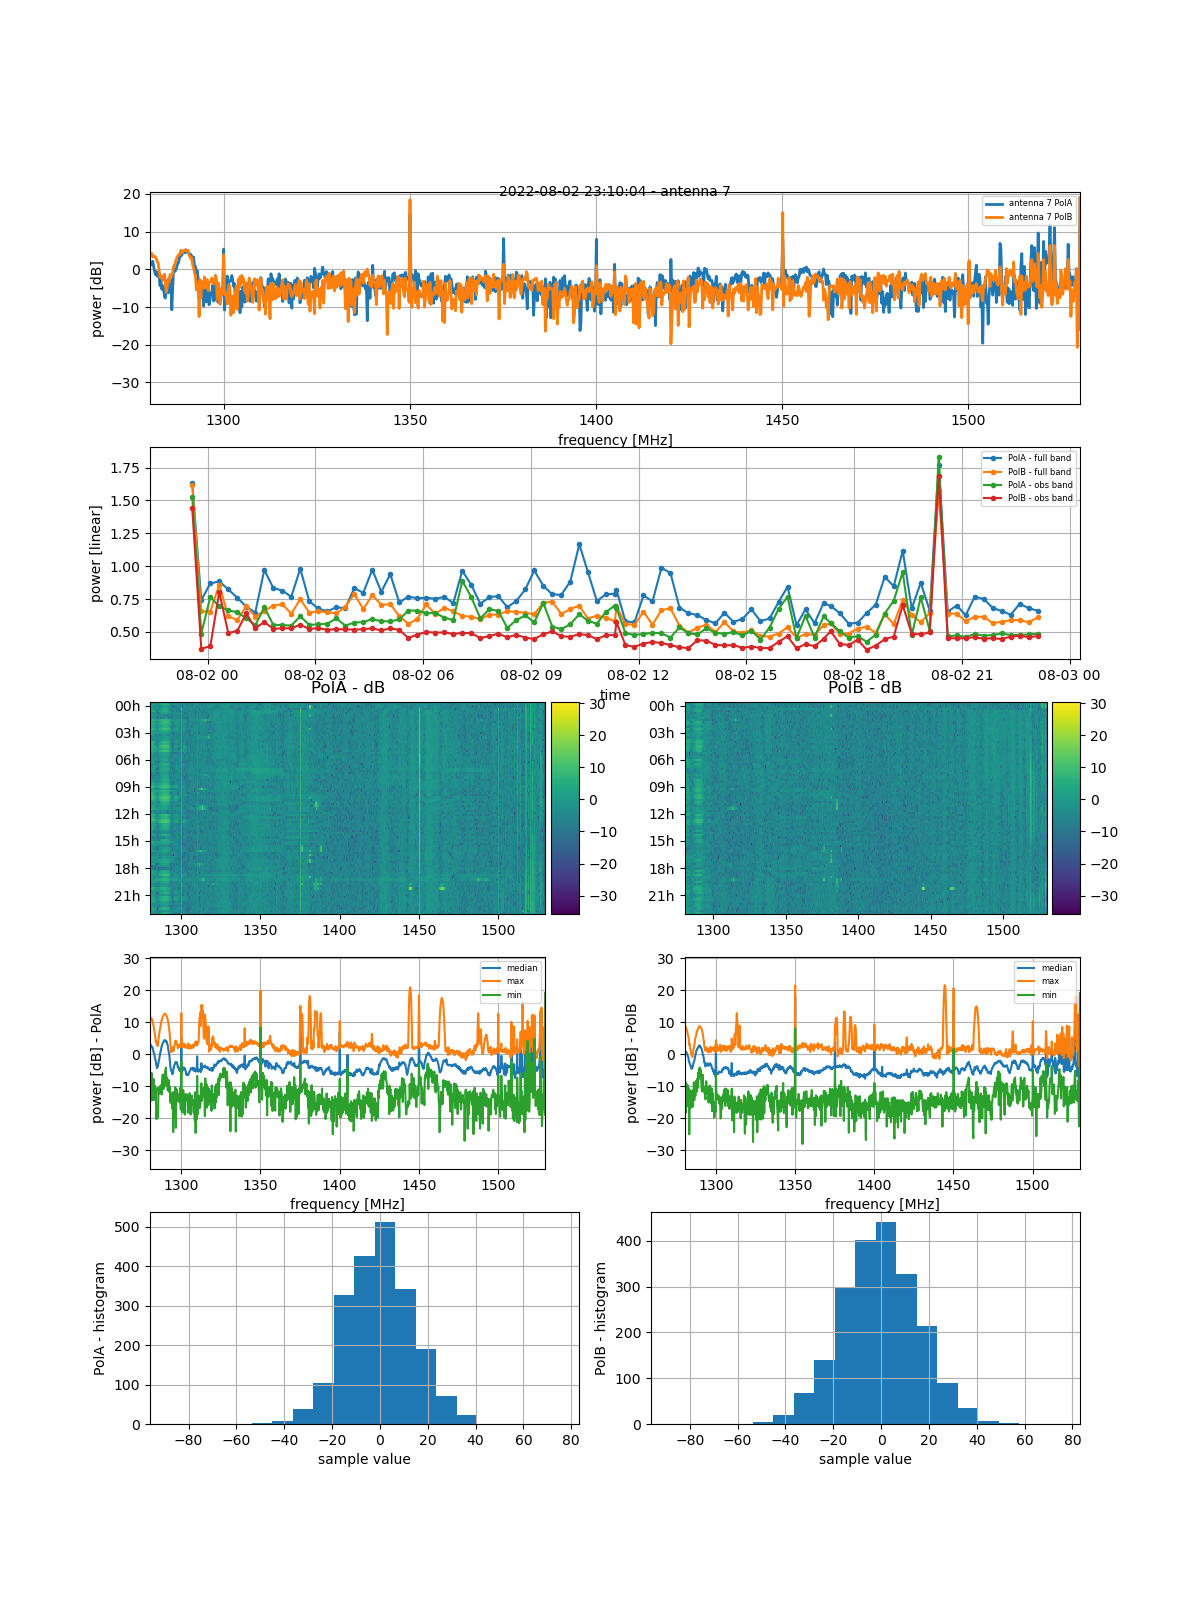 2022-08-02 23:10:04 - antenna 7
antenna 7 PolA
antenna 7 PolB
power [dB]
20
10
0
−10
−20
−30
1300
1350
1400
1450
1500
frequency [MHz]
PolA - full band
PolB - full band
PolA - obs band
PolB - obs band
power [linear]
1.75
1.50
1.25
1.00
0.75
0.50
08-02 00
08-02 03
08-02 06
08-02 09
08-02 12
08-02 15
08-02 18
08-02 21
08-03 00
time
PolA - dB
00h
03h
06h
09h
12h
15h
18h
21h
1300
1350
1400
1450
1500
30
20
10
0
−10
−20
−30
PolB - dB
00h
03h
06h
09h
12h
15h
18h
21h
1300
1350
1400
1450
1500
30
20
10
0
−10
−20
−30
power [dB] - PolA
30
20
10
0
−10
−20
−30
median
max
min
1300
1350
1400
1450
1500
frequency [MHz]
power [dB] - PolB
30
20
10
0
−10
−20
−30
median
max
min
1300
1350
1400
1450
1500
frequency [MHz]
PolA - histogram
500
400
300
200
100
0
−80
−60
−40
−20
0
20
40
60
80
sample value
PolB - histogram
400
300
200
100
0
−80
−60
−40
−20
0
20
40
60
80
sample value